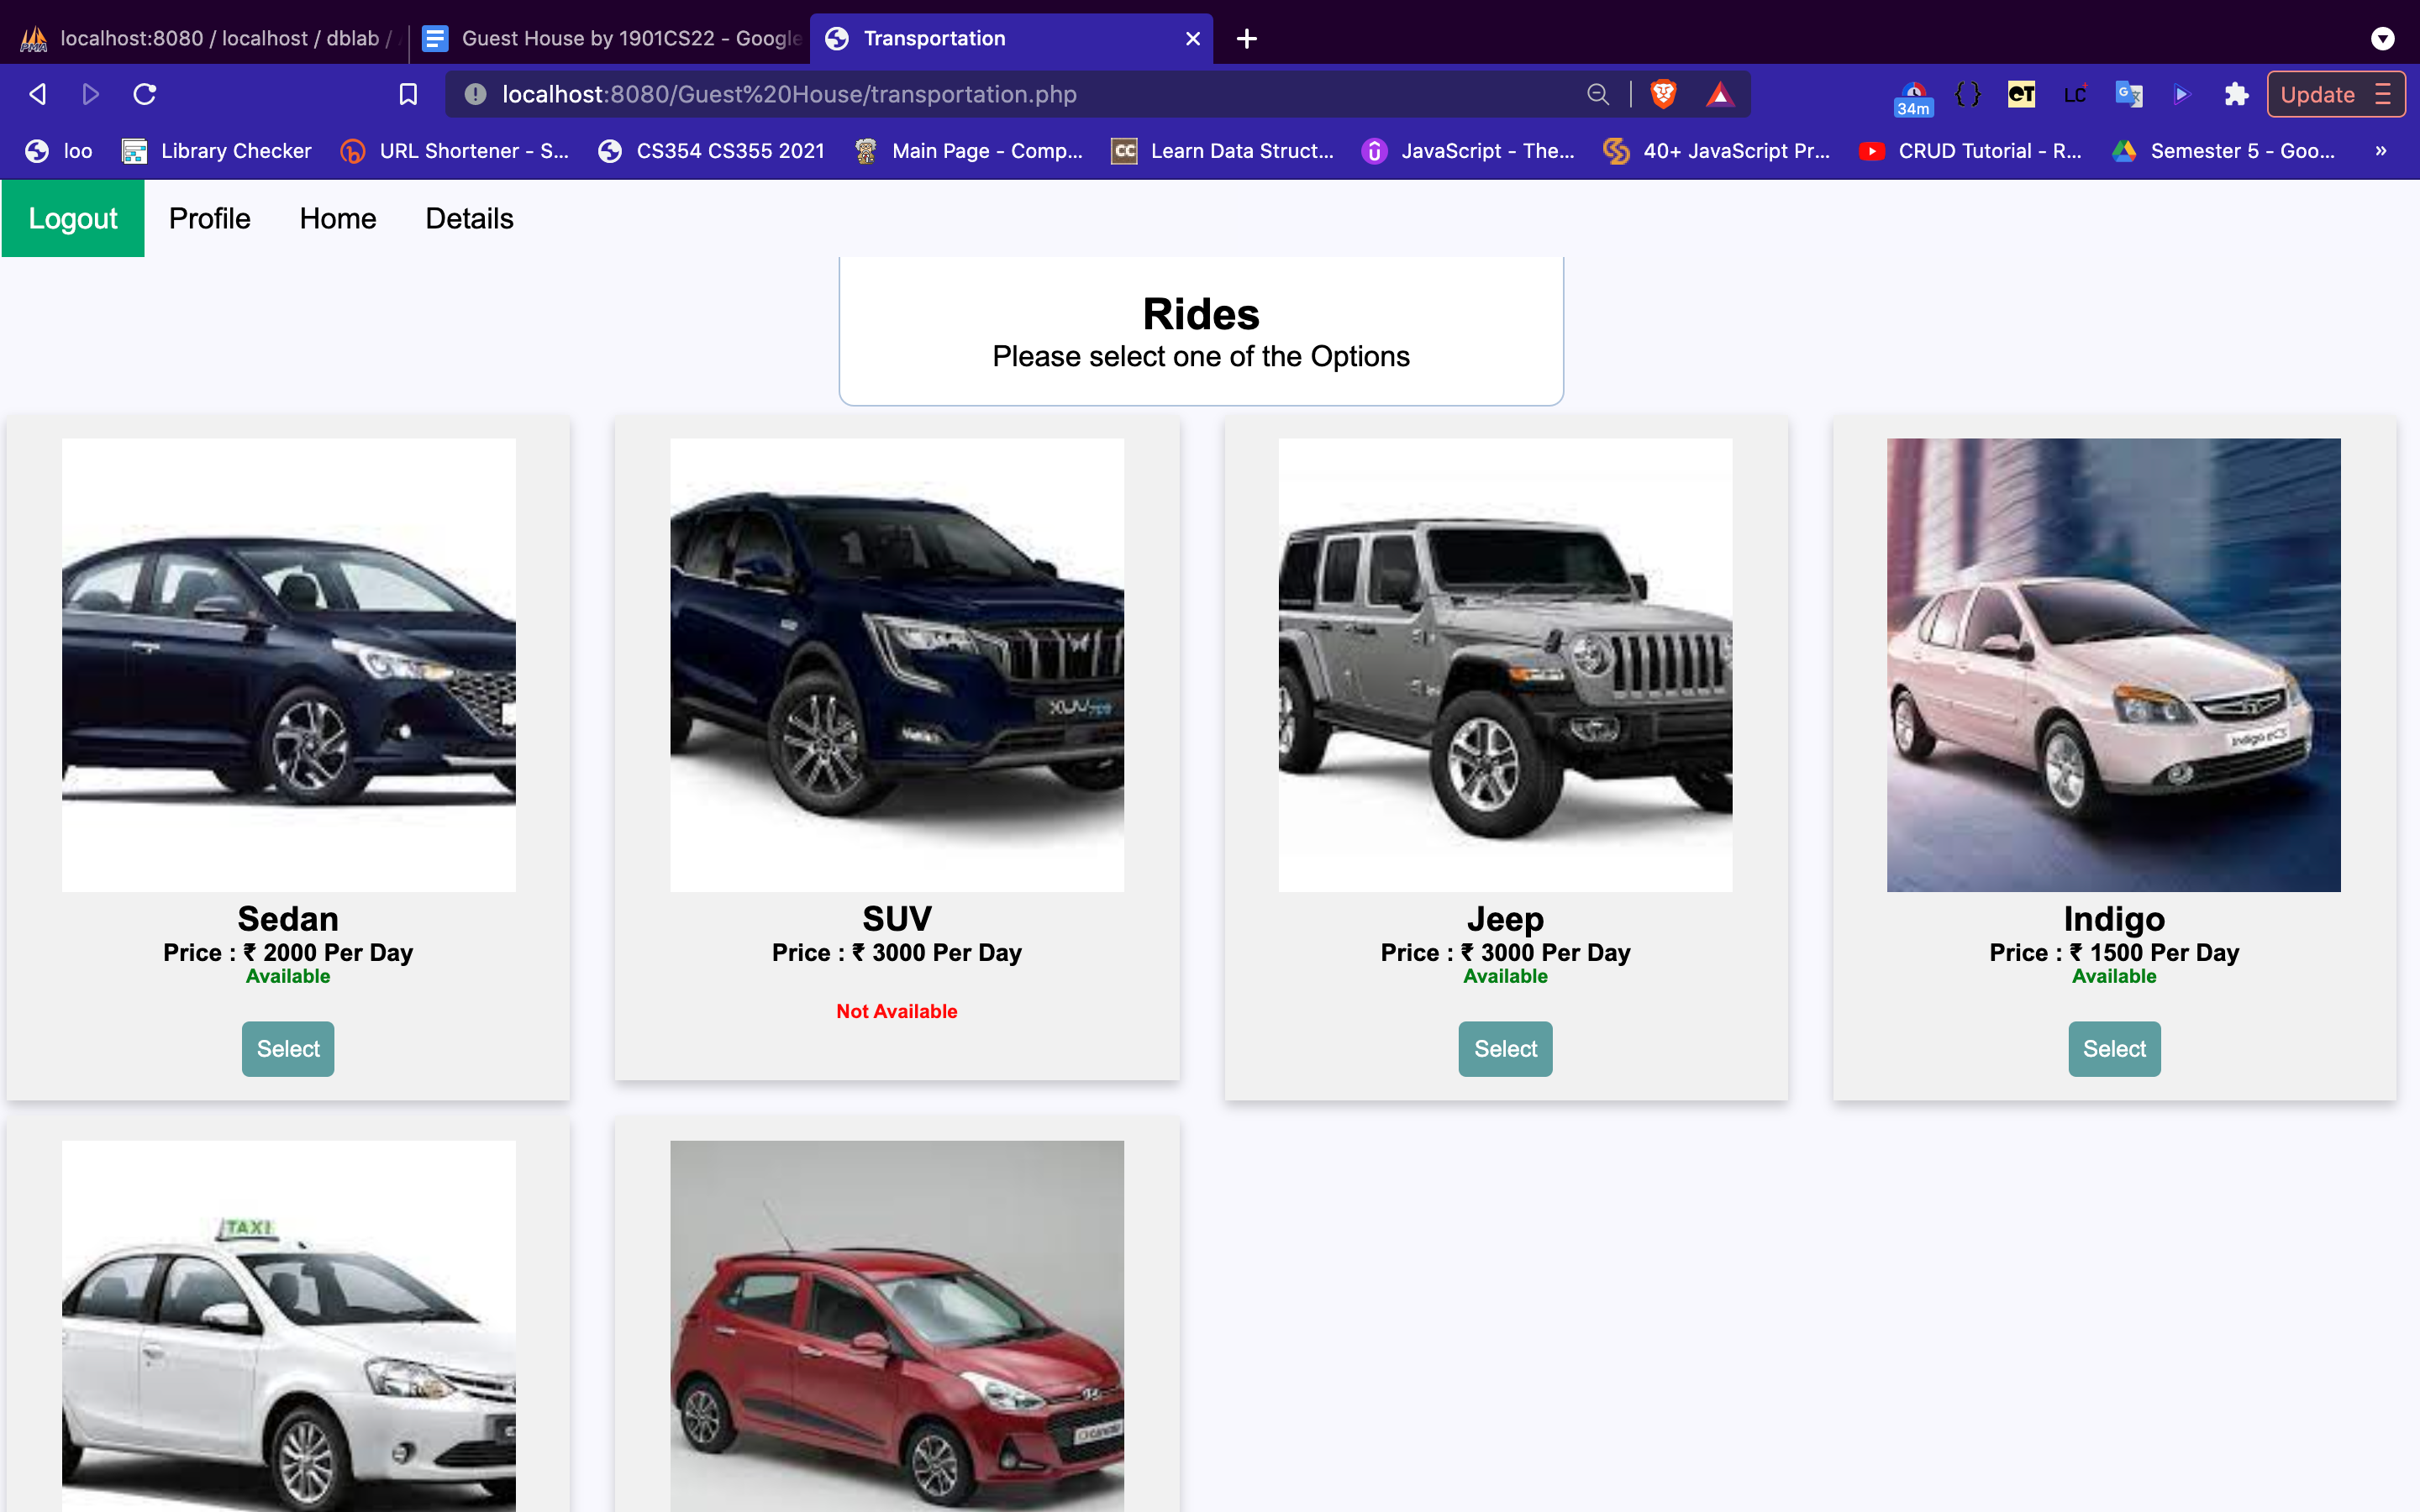 localhost:8080 / localhost / dblab /
Guest House by 1901CS22 - Google
Transportation
localhost:8080/Guest%20House/transportation.php
34m
Update
loo
Library Checker
URL Shortener - S...
CS354 CS355 2021
Main Page - Comp...
CC
Learn Data Struct...
JavaScript - The...
40+ JavaScript Pr...
CRUD Tutorial - R...
Semester 5 - Goo...
»
Logout
Profile
Home
Details
Rides
Please select one of the Options
XUV700
Indigo eCS
Sedan
Price : ₹ 2000 Per Day
Available
Select
SUV
Price : ₹ 3000 Per Day
Not Available
Jeep
Price : ₹ 3000 Per Day
Available
Select
Indigo
Price : ₹ 1500 Per Day
Available
Select
TAXI